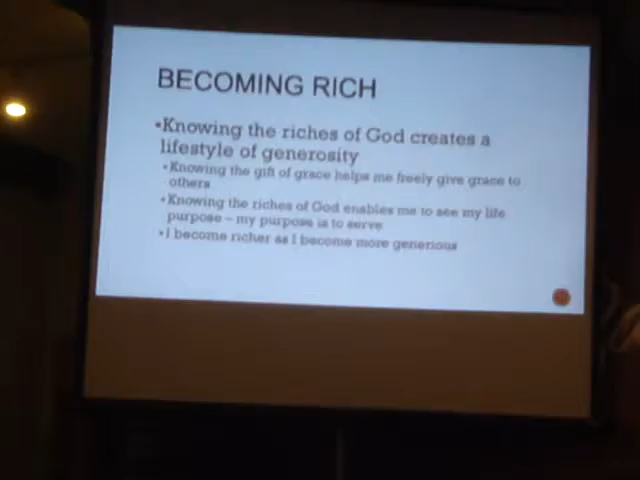 BECOMING RICH
•Knowing the riches of God creates a
lifestyle of generosity
•Knowing the gift of grace helps me freely give grace to
others
•Knowing the riches of God enables me to see my life
purpose – my purpose is to serve
•I become richer as I become more generious